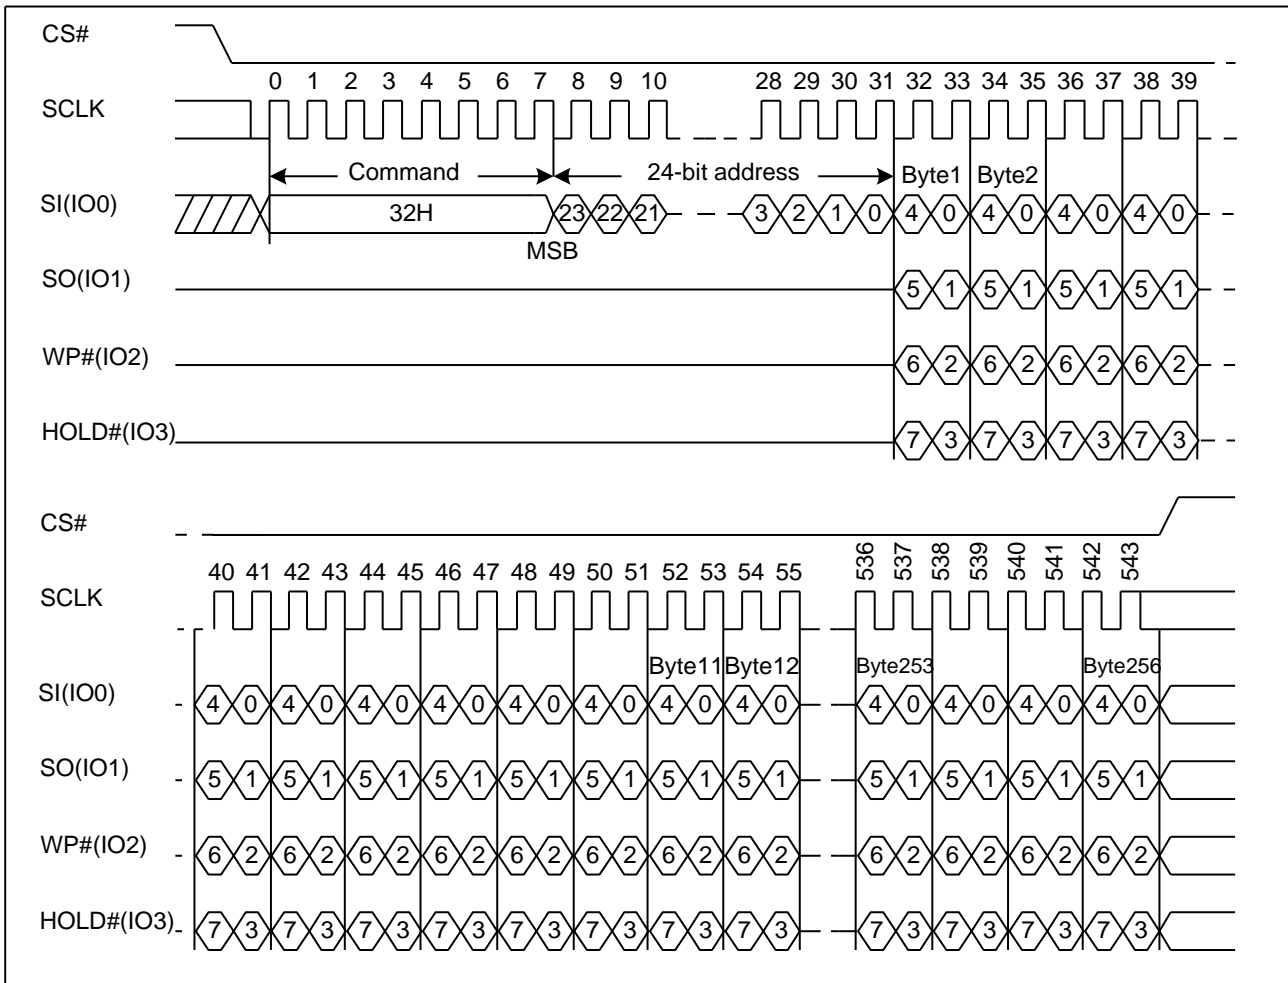 CS#
0 1 2 3 4 5 6 7 8 9 10 28 29 30 31 32 33 34 35 36 37 38 39
SCLK
Command 24-bit address Byte1 Byte2
SI(IO0) 32H 23 22 21 3 2 1 0 4 0 4 0 4 0 4 0
MSB
SO(IO1) 5 1 5 1 5 1 5 1
WP#(IO2) 6 2 6 2 6 2 6 2
HOLD#(IO3) 7 3 7 3 7 3 7 3
CS#
40 41 42 43 44 45 46 47 48 49 50 51 52 53 54 55 536 537 538 539 540 541 542 543
SCLK
Byte11 Byte12 Byte253 Byte256
SI(IO0) 4 0 4 0 4 0 4 0 4 0 4 0 4 0 4 0 4 0 4 0 4 0 4 0
SO(IO1) 5 1 5 1 5 1 5 1 5 1 5 1 5 1 5 1 5 1 5 1 5 1 5 1
WP#(IO2) 6 2 6 2 6 2 6 2 6 2 6 2 6 2 6 2 6 2 6 2 6 2 6 2
HOLD#(IO3) 7 3 7 3 7 3 7 3 7 3 7 3 7 3 7 3 7 3 7 3 7 3 7 3